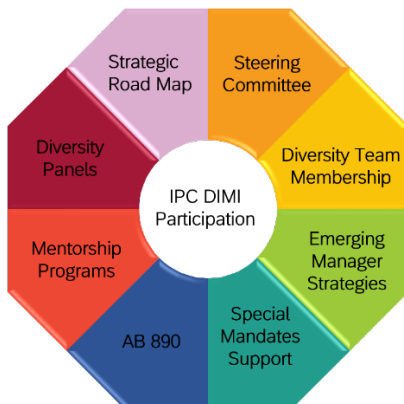 Strategic
Road Map
Steering
Committee
Diversity Team
Membership
Emerging
Manager
Strategies
Special
Mandates
Support
AB 890
Mentorship
Programs
Diversity
Panels
IPC DIMI
Participation